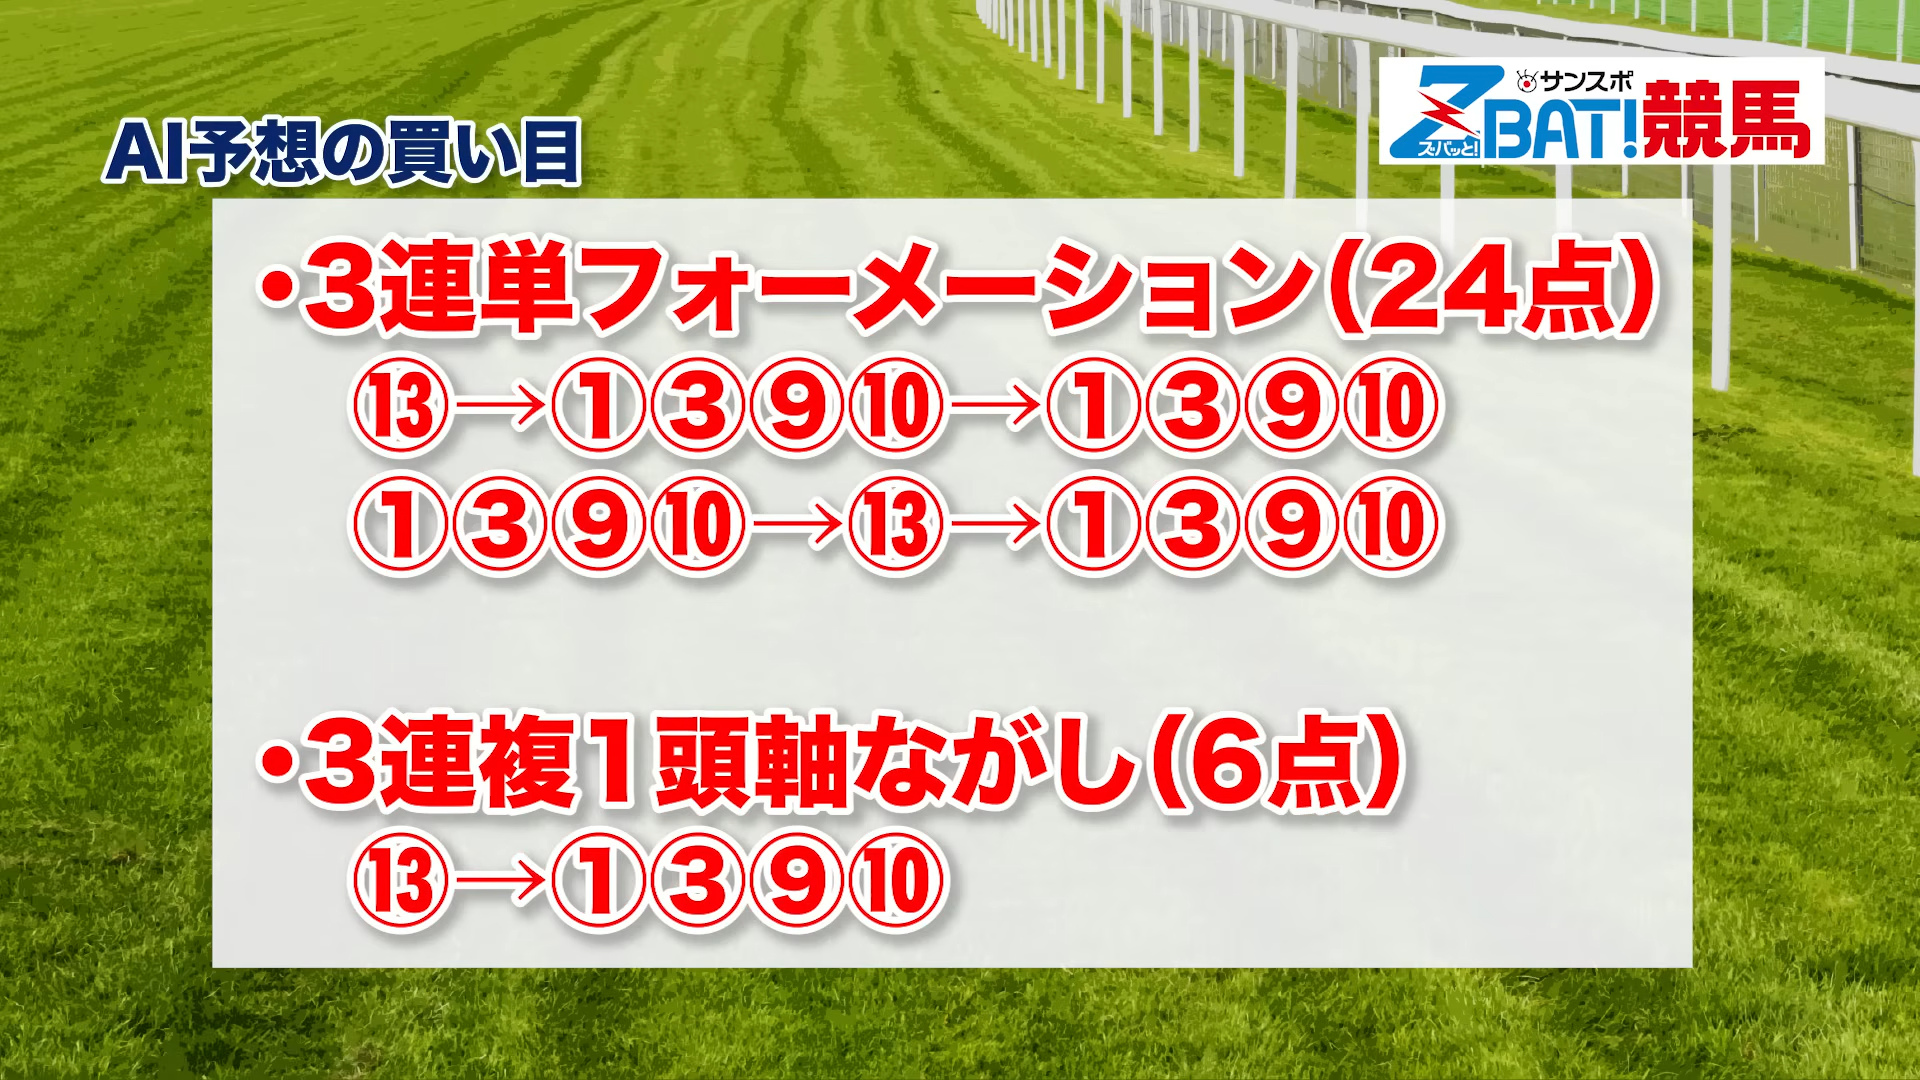 サンスポ
ZBAT!競馬
ズバッと!
AI予想の買い目
・3連単フォーメーション(24点)
⑬→①③⑨⑩→①③⑨⑩
①③⑨⑩→⑬→①③⑨⑩
・3連複1頭軸ながし(6点)
⑬→①③⑨⑩